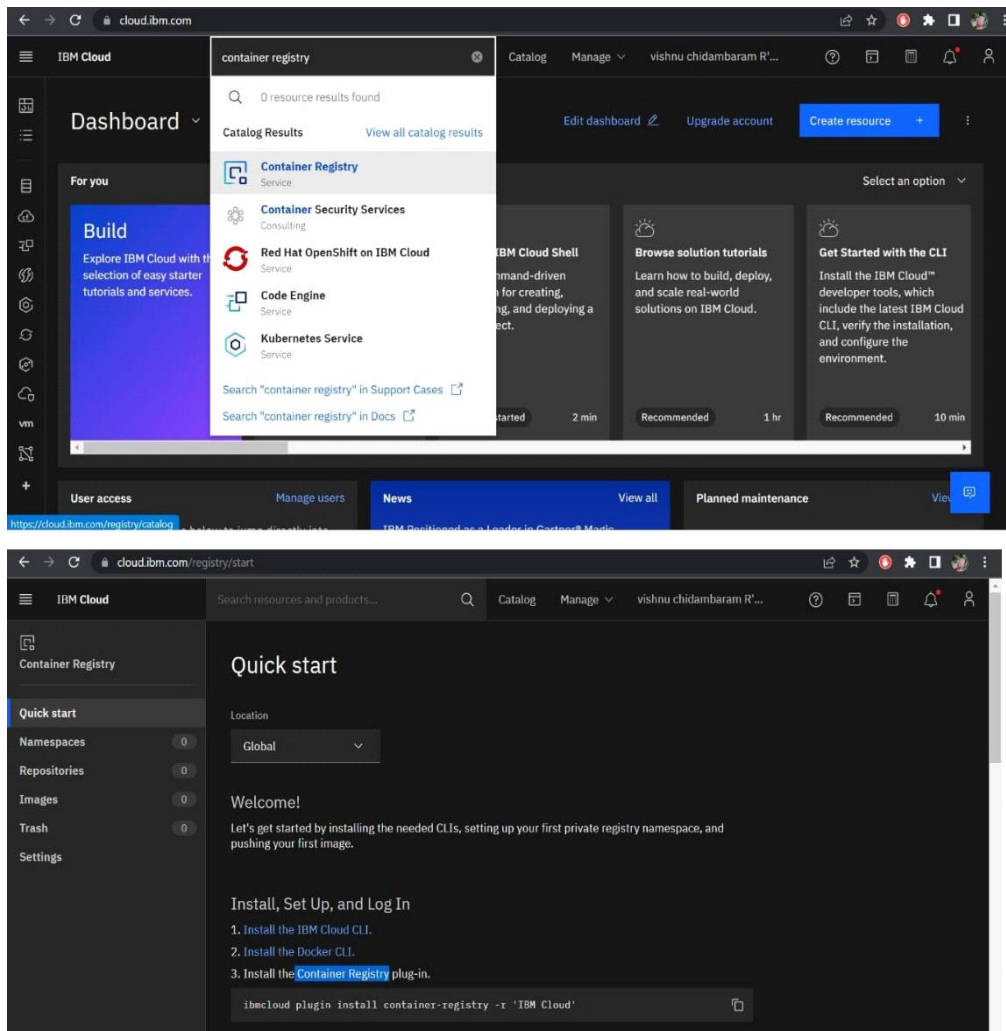 cloud.ibm.com
IBM Cloud
container registry
Catalog
Manage
vishnu chidambaram R'...
Dashboard
0 resource results found
Catalog Results
View all catalog results
Container Registry
Service
Container Security Services
Consulting
Red Hat OpenShift on IBM Cloud
Service
Code Engine
Service
Kubernetes Service
Service
Search "container registry" in Support Cases
Search "container registry" in Docs
Edit dashboard
Upgrade account
Create resource +
For you
Select an option
Build
Explore IBM Cloud with
selection of easy starter
tutorials and services.
IBM Cloud Shell
for creating,
and deploying a
2 min
Browse solution tutorials
Learn how to build, deploy,
and scale real-world
solutions on IBM Cloud.
Recommended
1 hr
Get Started with the CLI
Install the IBM Cloud™
developer tools, which
include the latest IBM Cloud
CLI, verify the installation,
and configure the
environment.
Recommended
10 min
vm
User access
Manage users
News
View all
Planned maintenance
https://cloud.ibm.com/registry/catalog
below to jump directly into
IBM Positioned as a Leader in Gartner® Magic
cloud.ibm.com/registry/start
IBM Cloud
Search resources and products...
Catalog
Manage
vishnu chidambaram R'...
Container Registry
Quick start
Namespaces 0
Repositories 0
Images 0
Trash 0
Settings
Quick start
Location
Global
Welcome!
Let's get started by installing the needed CLIs, setting up your first private registry namespace, and
pushing your first image.
Install, Set Up, and Log In
1. Install the IBM Cloud CLI.
2. Install the Docker CLI.
3. Install the Container Registry plug-in.
ibmcloud plugin install container-registry -r 'IBM Cloud'